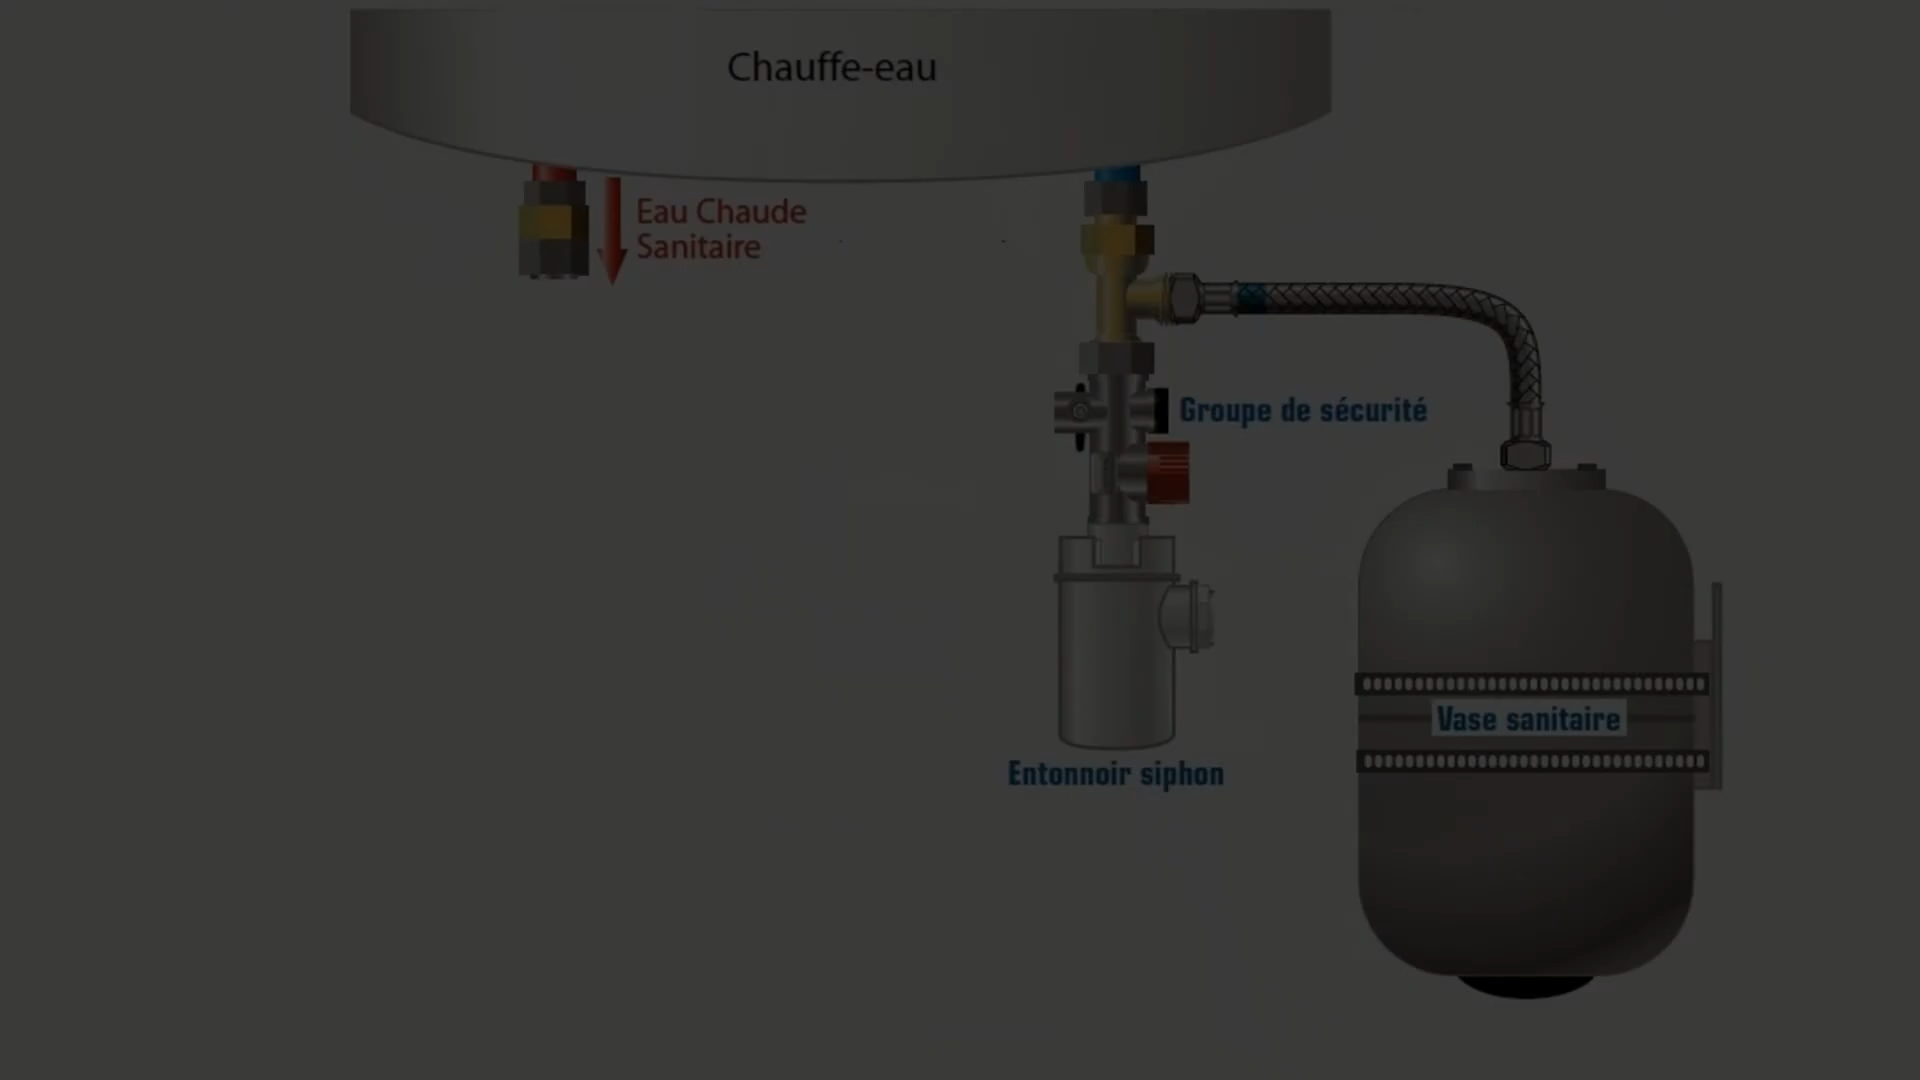 Chauffe-eau
Eau Chaude
Sanitaire
Groupe de sécurité
Vase sanitaire
Entonnoir siphon